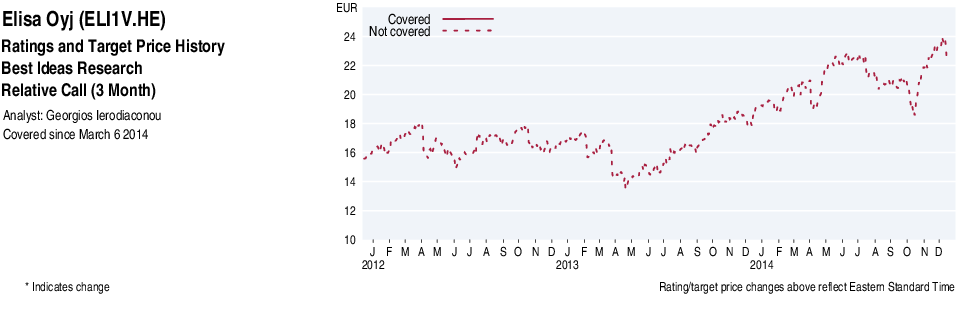 Elisa Oyj (ELI1V.HE)
Ratings and Target Price History
Best Ideas Research
Relative Call (3 Month)
Analyst: Georgios Ierodiaconou
Covered since March 6 2014
EUR
Covered
Not covered
24
22
20
18
16
14
12
10
J F M A M J J A S O N D J F M A M J J A S O N D J F M A M J J A S O N D
2012 2013 2014
* Indicates change
Rating/target price changes above reflect Eastern Standard Time